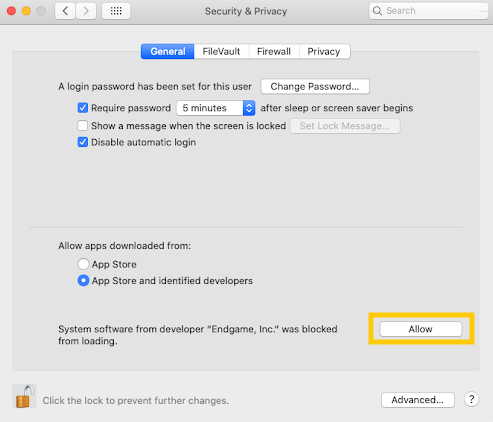 Security & Privacy
Search
General FileVault Firewall Privacy
A login password has been set for this user Change Password...
Require password 5 minutes after sleep or screen saver begins
Show a message when the screen is locked Set Lock Message...
Disable automatic login
Allow apps downloaded from:
App Store
App Store and identified developers
System software from developer “Endgame, Inc.” was blocked
from loading.
Allow
Click the lock to prevent further changes.
Advanced...
?